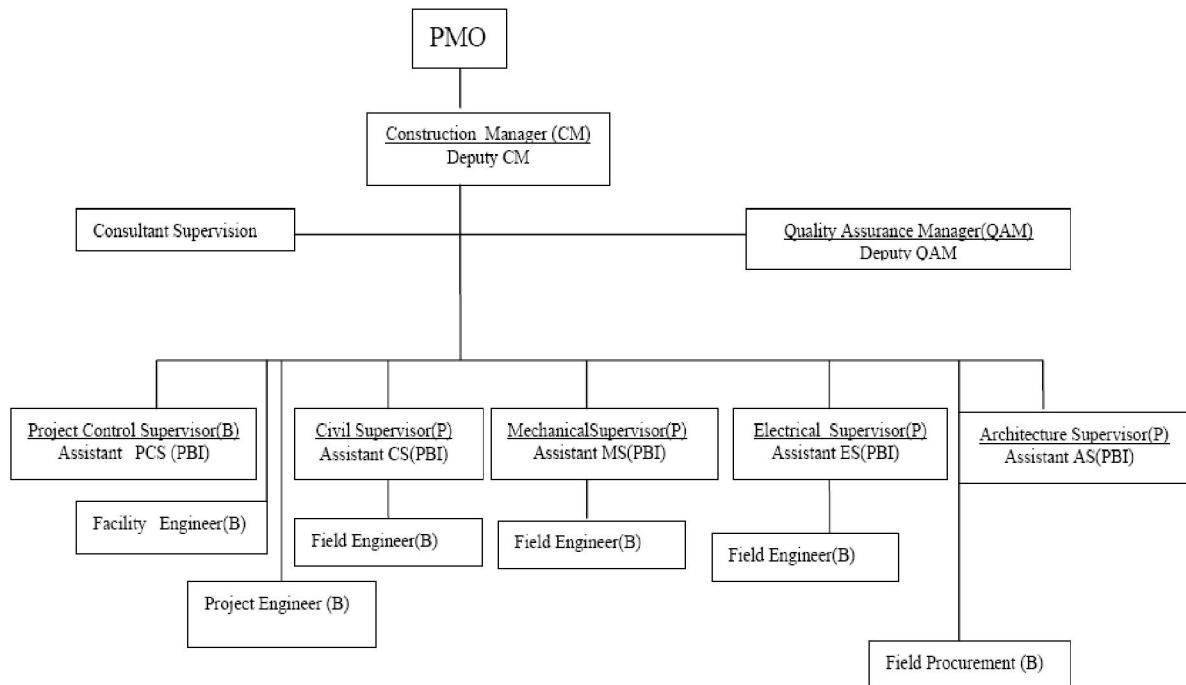 PMO
Construction Manager (CM)
Deputy CM
Consultant Supervision
Quality Assurance Manager(QAM)
Deputy QAM
Project Control Supervisor(B)
Assistant PCS (PBI)
Civil Supervisor(P)
Assistant CS(PBI)
MechanicalSupervisor(P)
Assistant MS(PBI)
Electrical Supervisor(P)
Assistant ES(PBI)
Architecture Supervisor(P)
Assistant AS(PBI)
Facility Engineer(B)
Field Engineer(B)
Field Engineer(B)
Field Engineer(B)
Project Engineer (B)
Field Procurement (B)